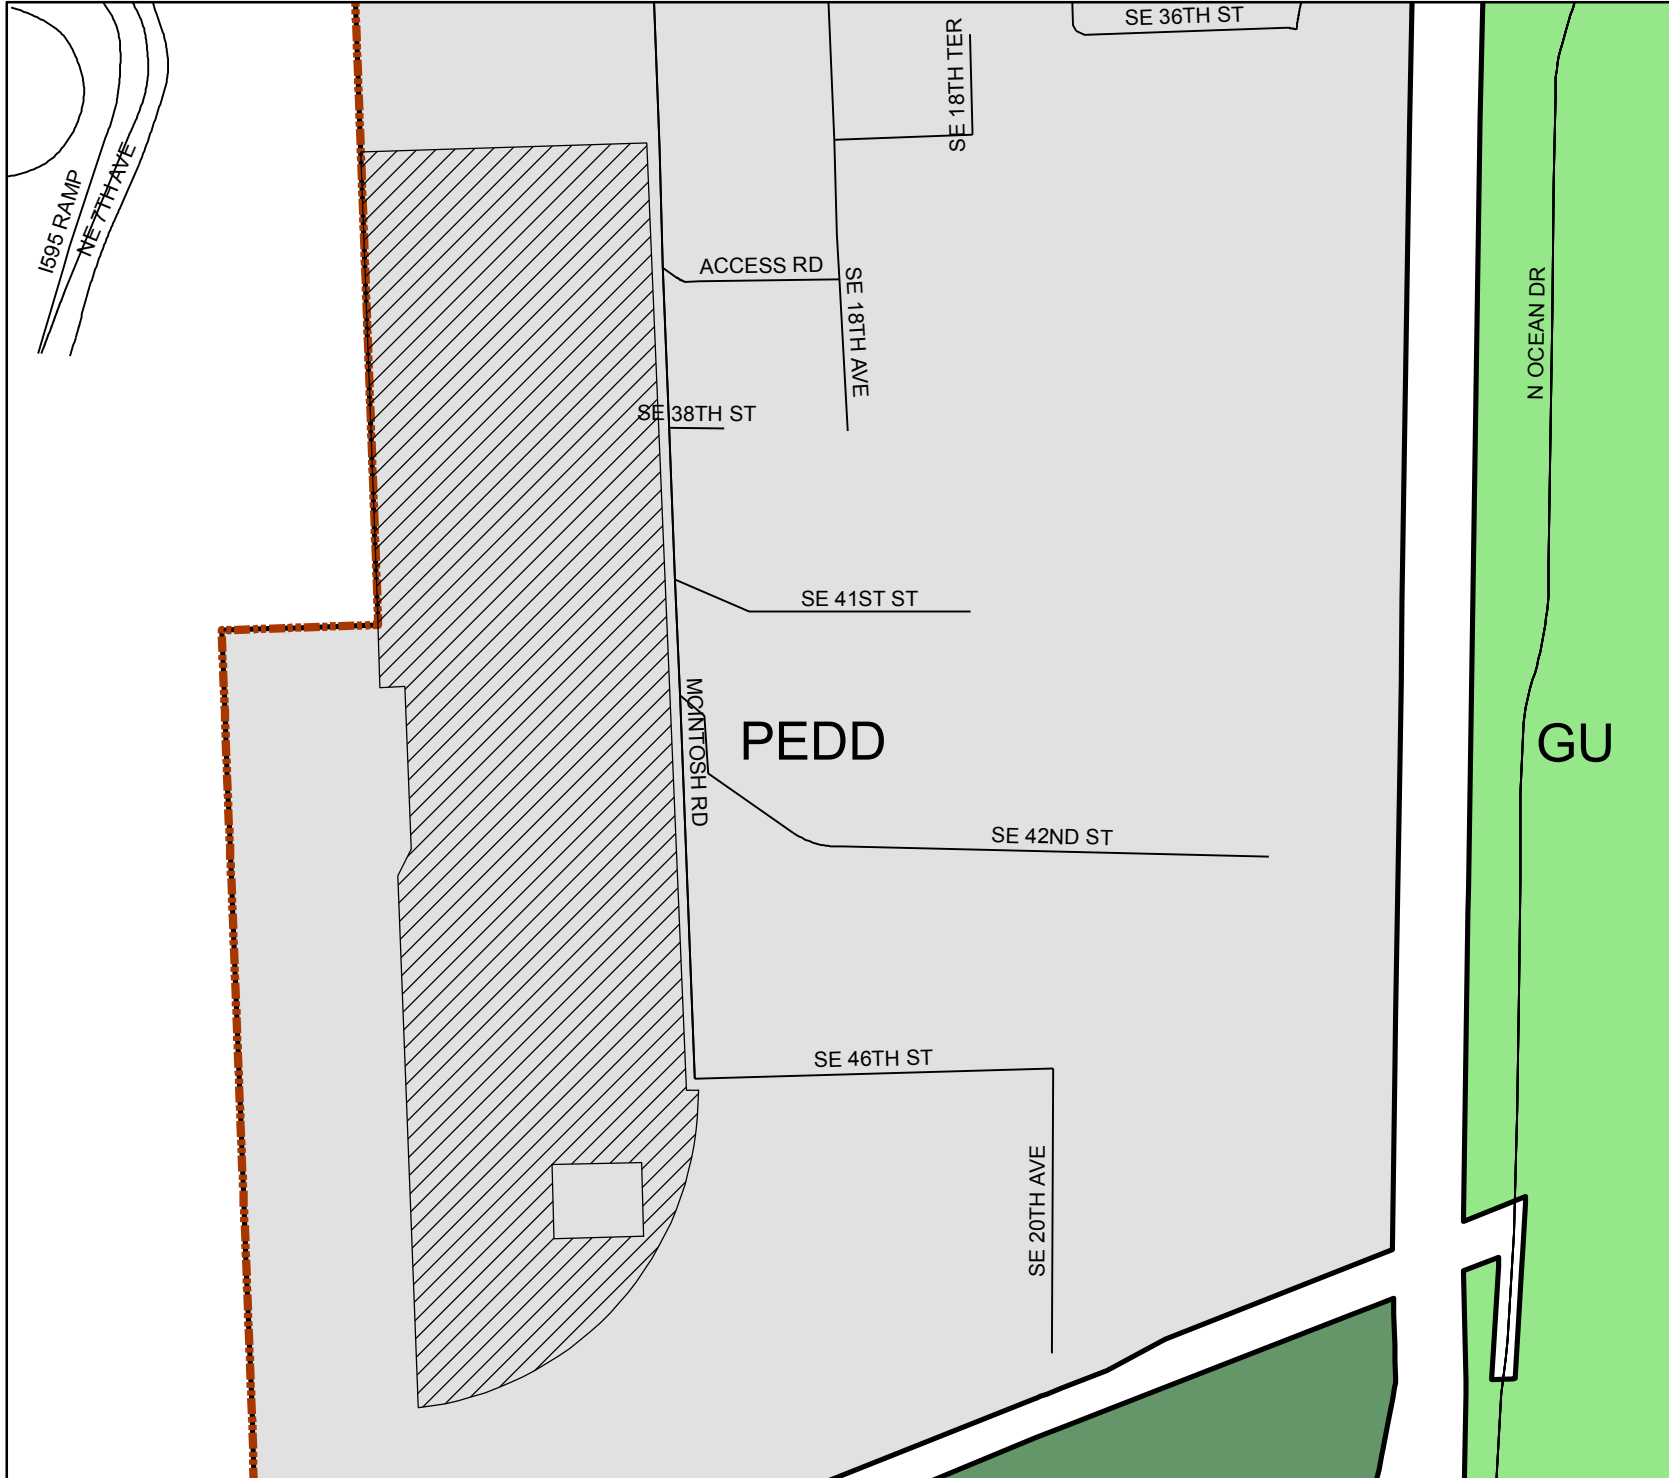 SE 36TH ST
SE 18TH TER
I595 RAMP
NE 7TH AVE
ACCESS RD
SE 18TH AVE
N OCEAN DR
SE 38TH ST
SE 41ST ST
MCINTOSH RD
PEDD
GU
SE 42ND ST
SE 46TH ST
SE 20TH AVE